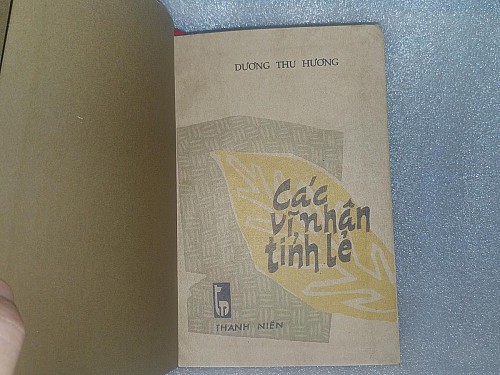 DƯƠNG THU HƯƠNG
Các
vĩ nhân
tỉnh lẻ
THANH NIÊN